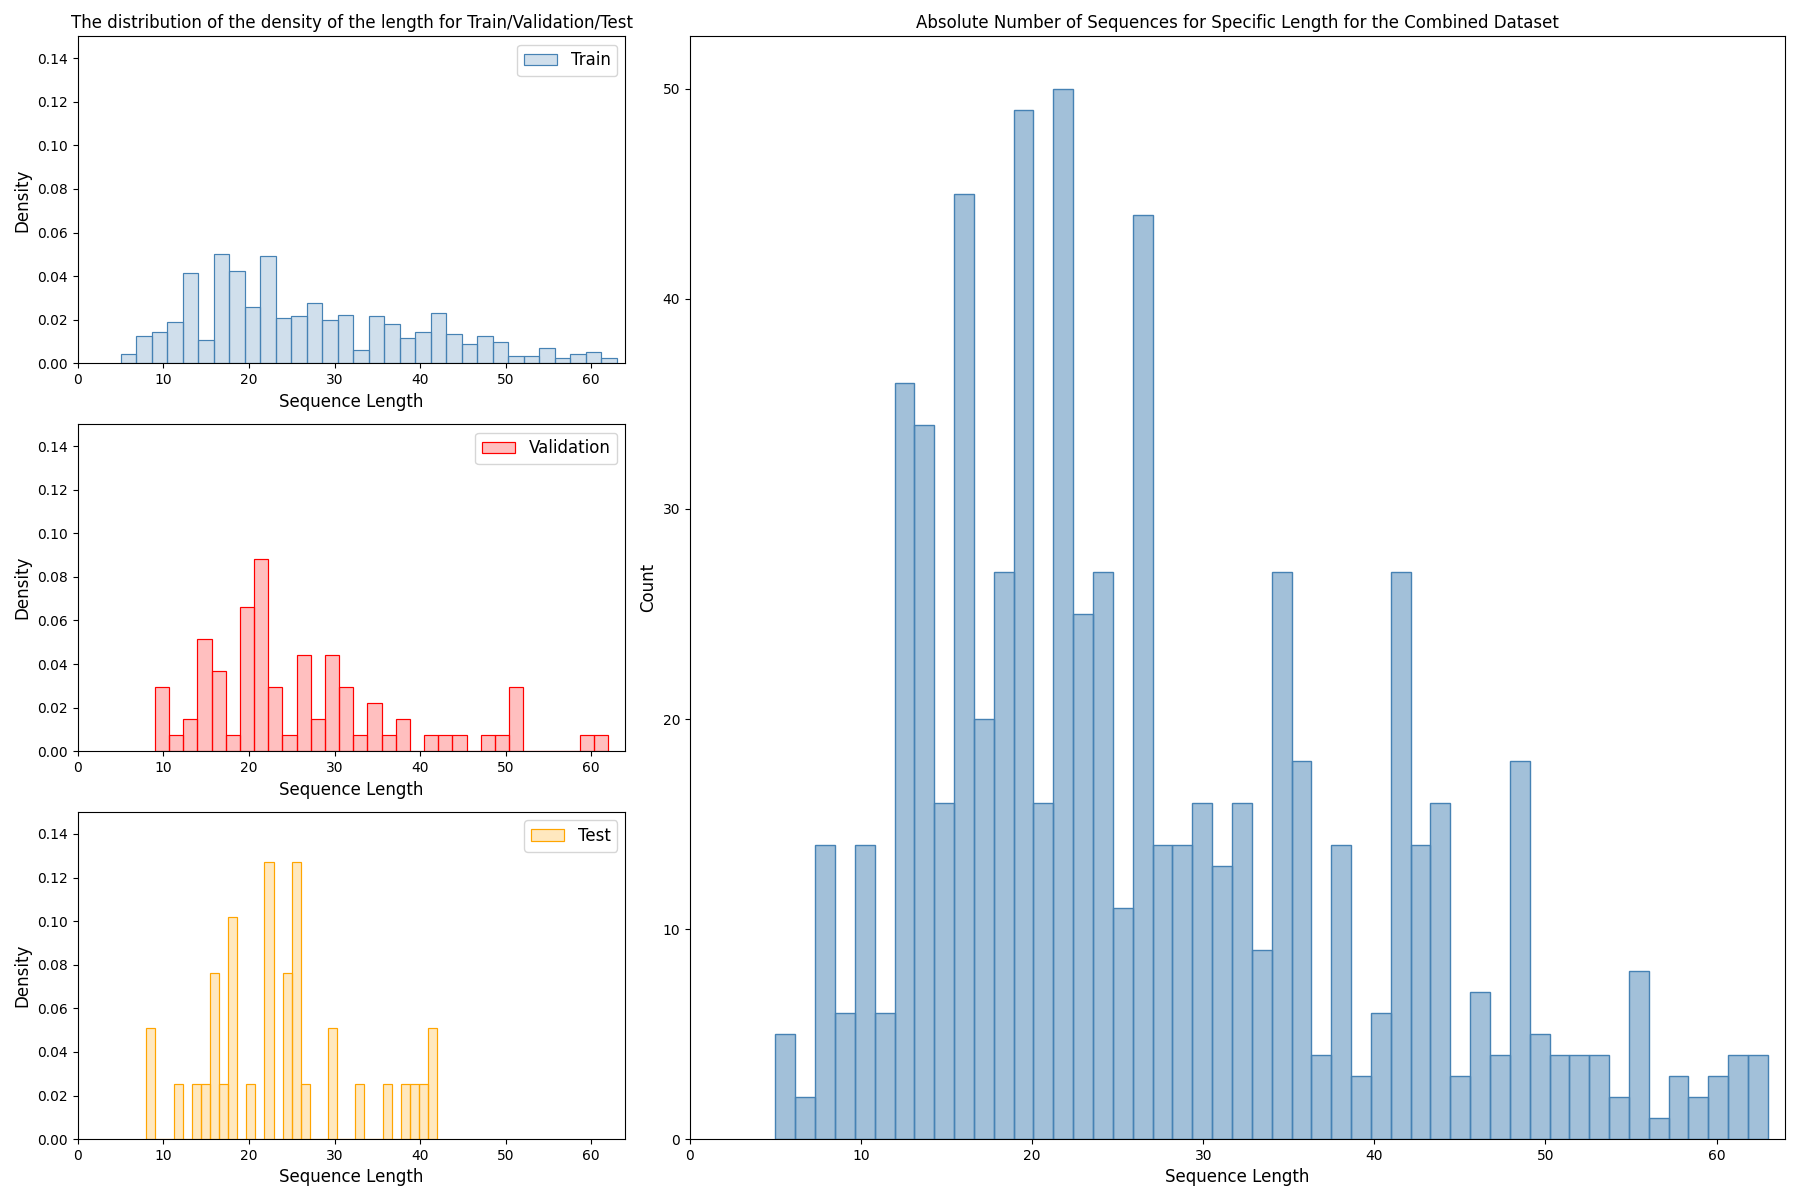 The distribution of the density of the length for Train/Validation/Test
0.14
0.12
0.10
0.08
0.06
0.04
0.02
0.00
Density
Train
0 10 20 30 40 50 60
Sequence Length
0.14
0.12
0.10
0.08
0.06
0.04
0.02
0.00
Density
Validation
0 10 20 30 40 50 60
Sequence Length
0.14
0.12
0.10
0.08
0.06
0.04
0.02
0.00
Density
Test
0 10 20 30 40 50 60
Sequence Length
Absolute Number of Sequences for Specific Length for the Combined Dataset
50
40
30
20
10
0
Count
0 10 20 30 40 50 60
Sequence Length